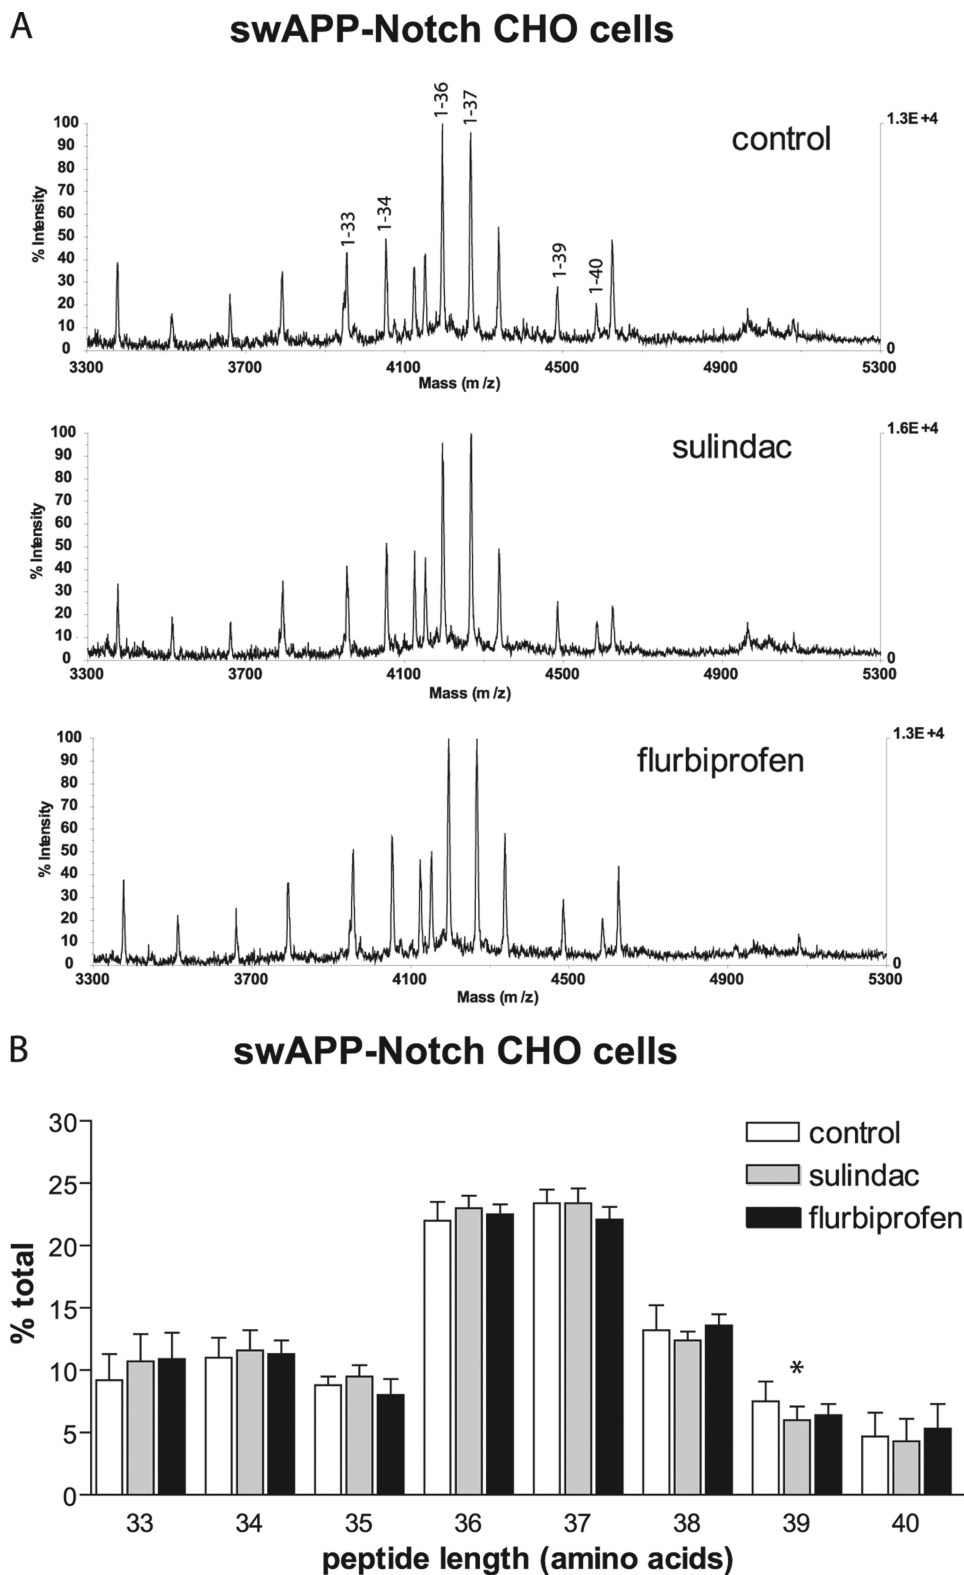 A
swAPP-Notch CHO cells
control
% Intensity
100
90
80
70
60
50
40
30
20
10
0
1-33
1-34
1-36
1-37
1-39
1-40
1.3E+4
0
3300 3700 4100 4500 4900 5300
Mass (m/z)
sulindac
% Intensity
100
90
80
70
60
50
40
30
20
10
0
1.6E+4
0
3300 3700 4100 4500 4900 5300
Mass (m/z)
flurbiprofen
% Intensity
100
90
80
70
60
50
40
30
20
10
0
1.3E+4
0
3300 3700 4100 4500 4900 5300
Mass (m/z)
B
swAPP-Notch CHO cells
% total
30
25
20
15
10
5
0
control
sulindac
flurbiprofen
*
33 34 35 36 37 38 39 40
peptide length (amino acids)